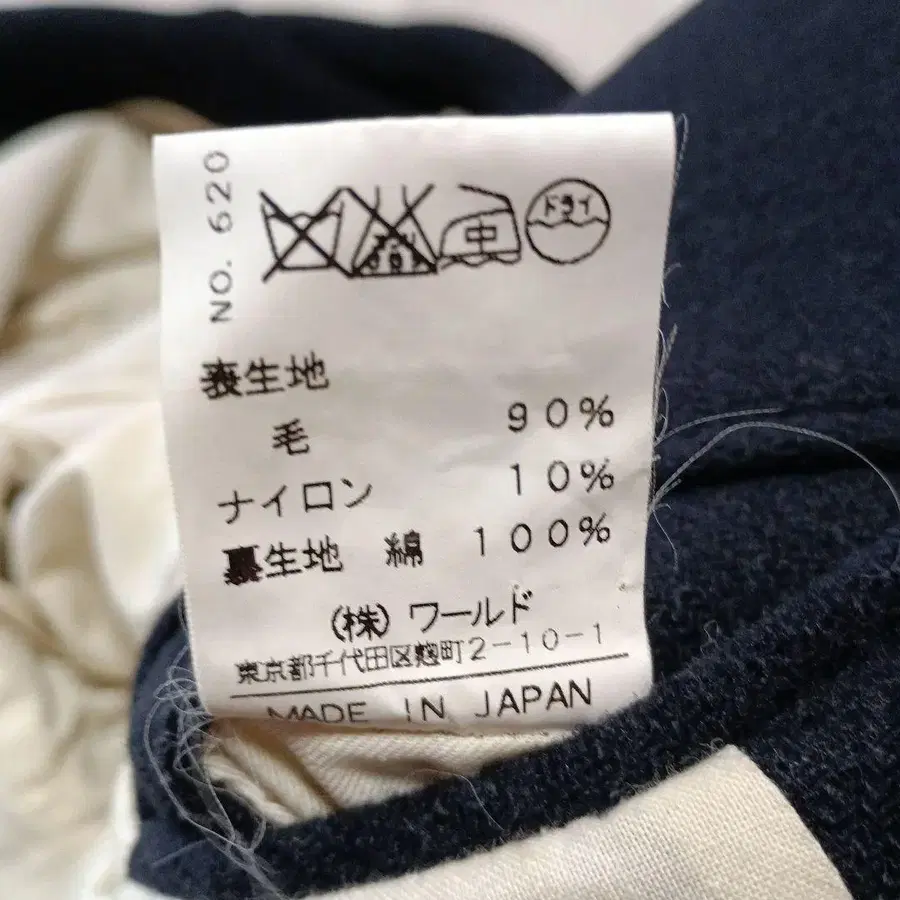 NO. 620
中 ドライ
表生地
毛 90%
ナイロン 10%
裏生地 綿 100%
(株)ワールド
東京都千代田区麹町2-10-1
MADE IN JAPAN